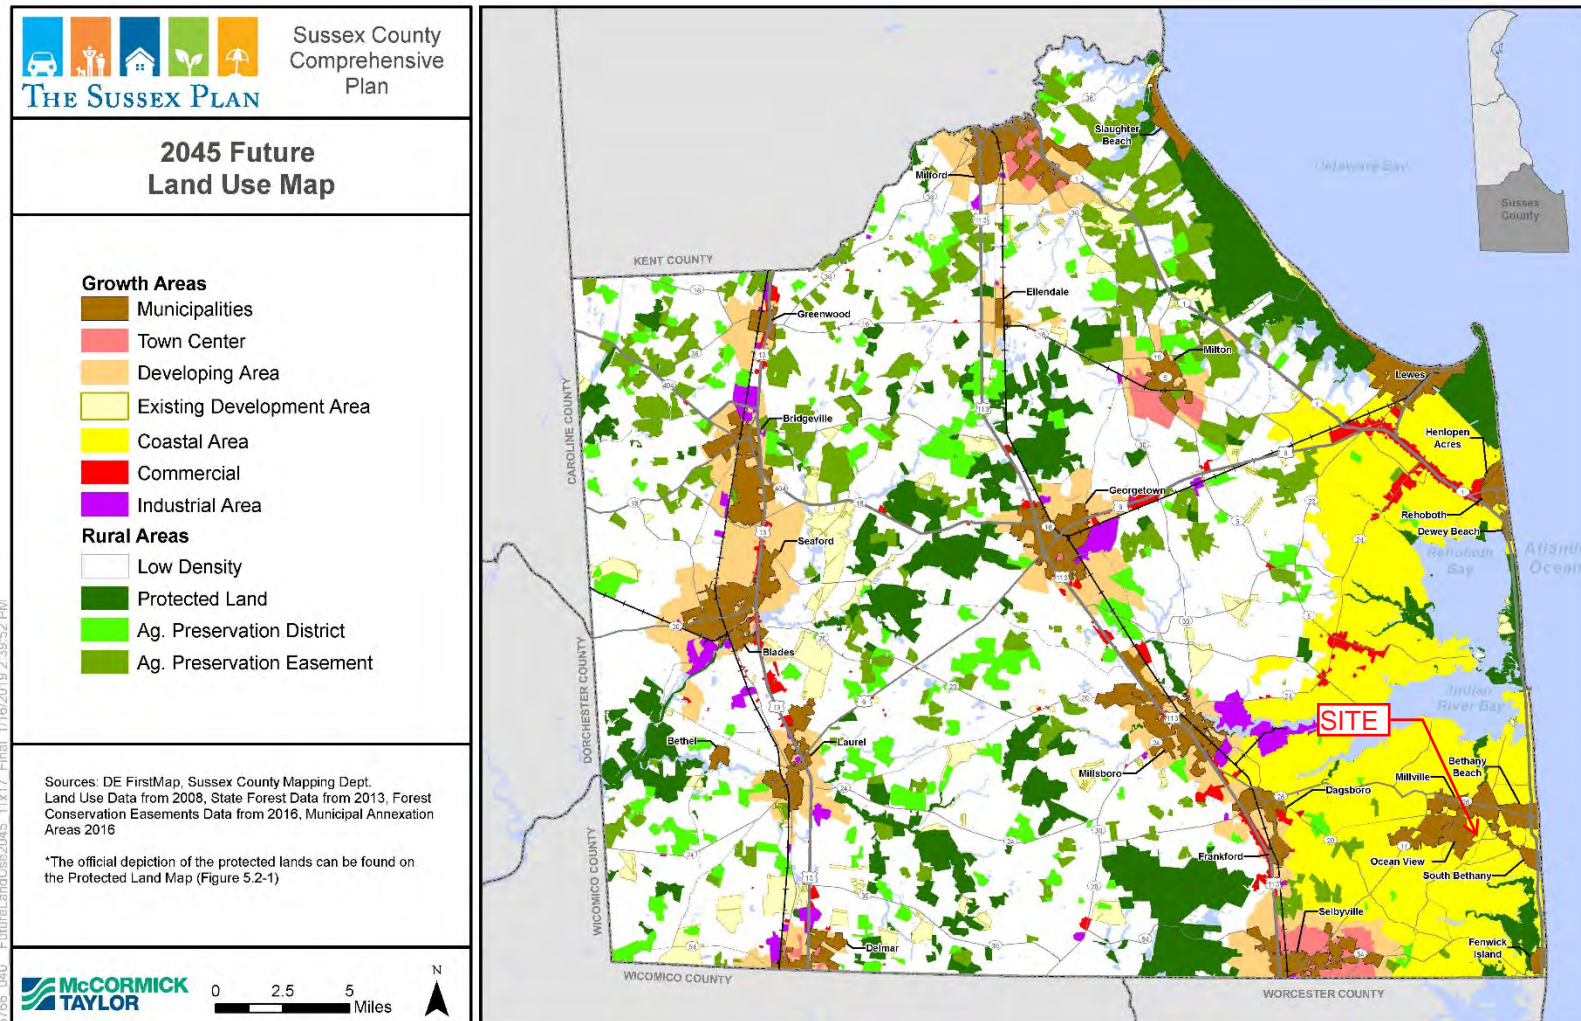 THE SUSSEX PLAN
Sussex County
Comprehensive
Plan
2045 Future
Land Use Map
Growth Areas
Municipalities
Town Center
Developing Area
Existing Development Area
Coastal Area
Commercial
Industrial Area
Rural Areas
Low Density
Protected Land
Ag. Preservation District
Ag. Preservation Easement
Sources: DE FirstMap, Sussex County Mapping Dept.
Land Use Data from 2008, State Forest Data from 2013, Forest
Conservation Easements Data from 2016, Municipal Annexation
Areas 2016
*The official depiction of the protected lands can be found on
the Protected Land Map (Figure 5.2-1)
McCORMICK
TAYLOR
0 2.5 5
Miles
N
Slaughter
Beach
Delaware Bay
Sussex
County
Milford
KENT COUNTY
Ellendale
Greenwood
Milton
Lewes
CAROLINE COUNTY
Bridgeville
Henlopen
Acres
Georgetown
Rehoboth
Dewey Beach
Rehoboth
Bay
Atlantic
Ocean
Seaford
Blades
DORCHESTER COUNTY
Indian
River Bay
SITE
Bethel
Laurel
Millsboro
Millville
Bethany
Beach
Dagsboro
Frankford
Ocean View
South Bethany
WICOMICO COUNTY
Selbyville
Delmar
Fenwick
Island
WICOMICO COUNTY
WORCESTER COUNTY